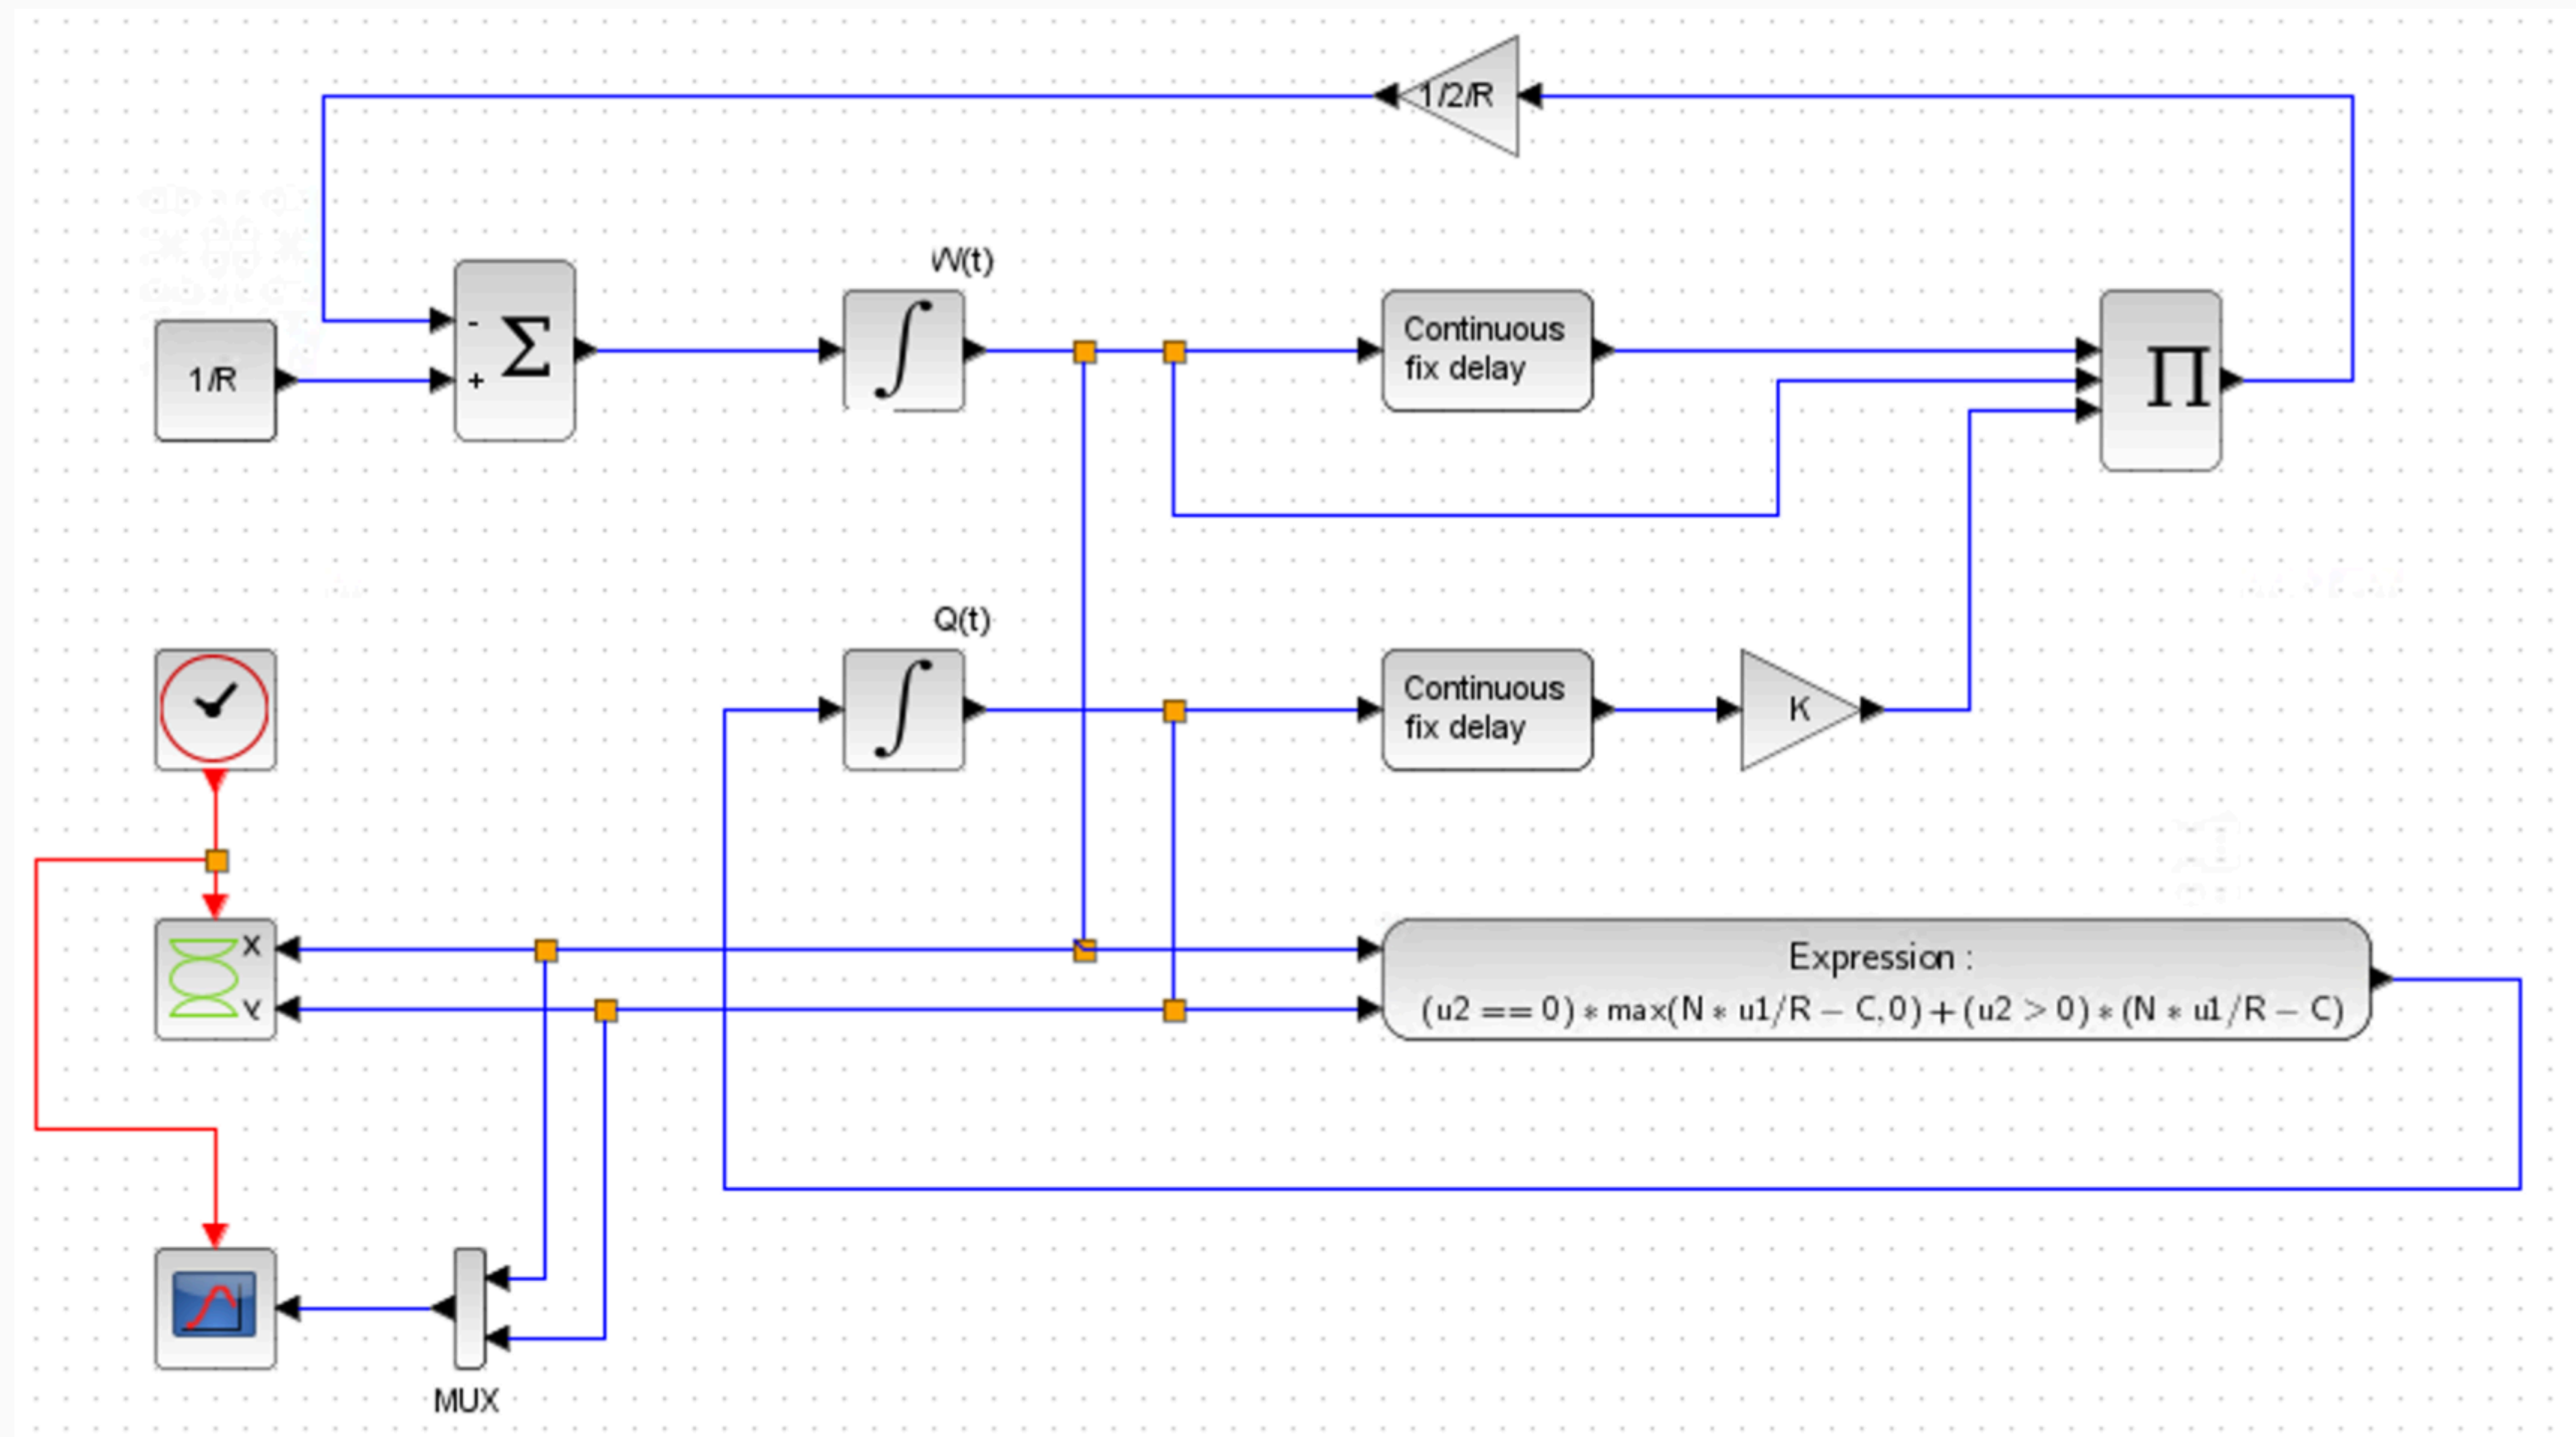 1/2/R
W(t)
1/R
-
+
Σ
∫
Continuous
fix delay
Π
Q(t)
∫
Continuous
fix delay
K
X
Y
Expression :
(u2 == 0) * max(N * u1/R − C, 0) + (u2 > 0) * (N * u1/R − C)
MUX